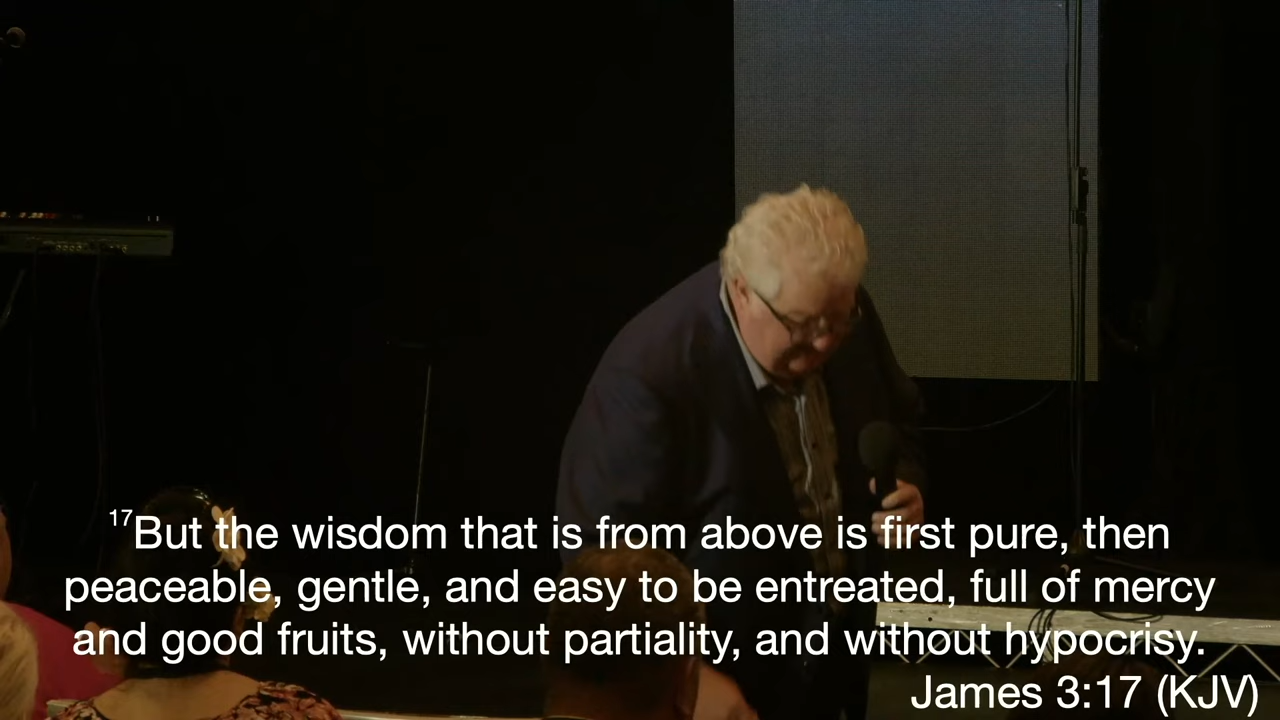 ¹⁷But the wisdom that is from above is first pure, then
peaceable, gentle, and easy to be entreated, full of mercy
and good fruits, without partiality, and without hypocrisy.
James 3:17 (KJV)